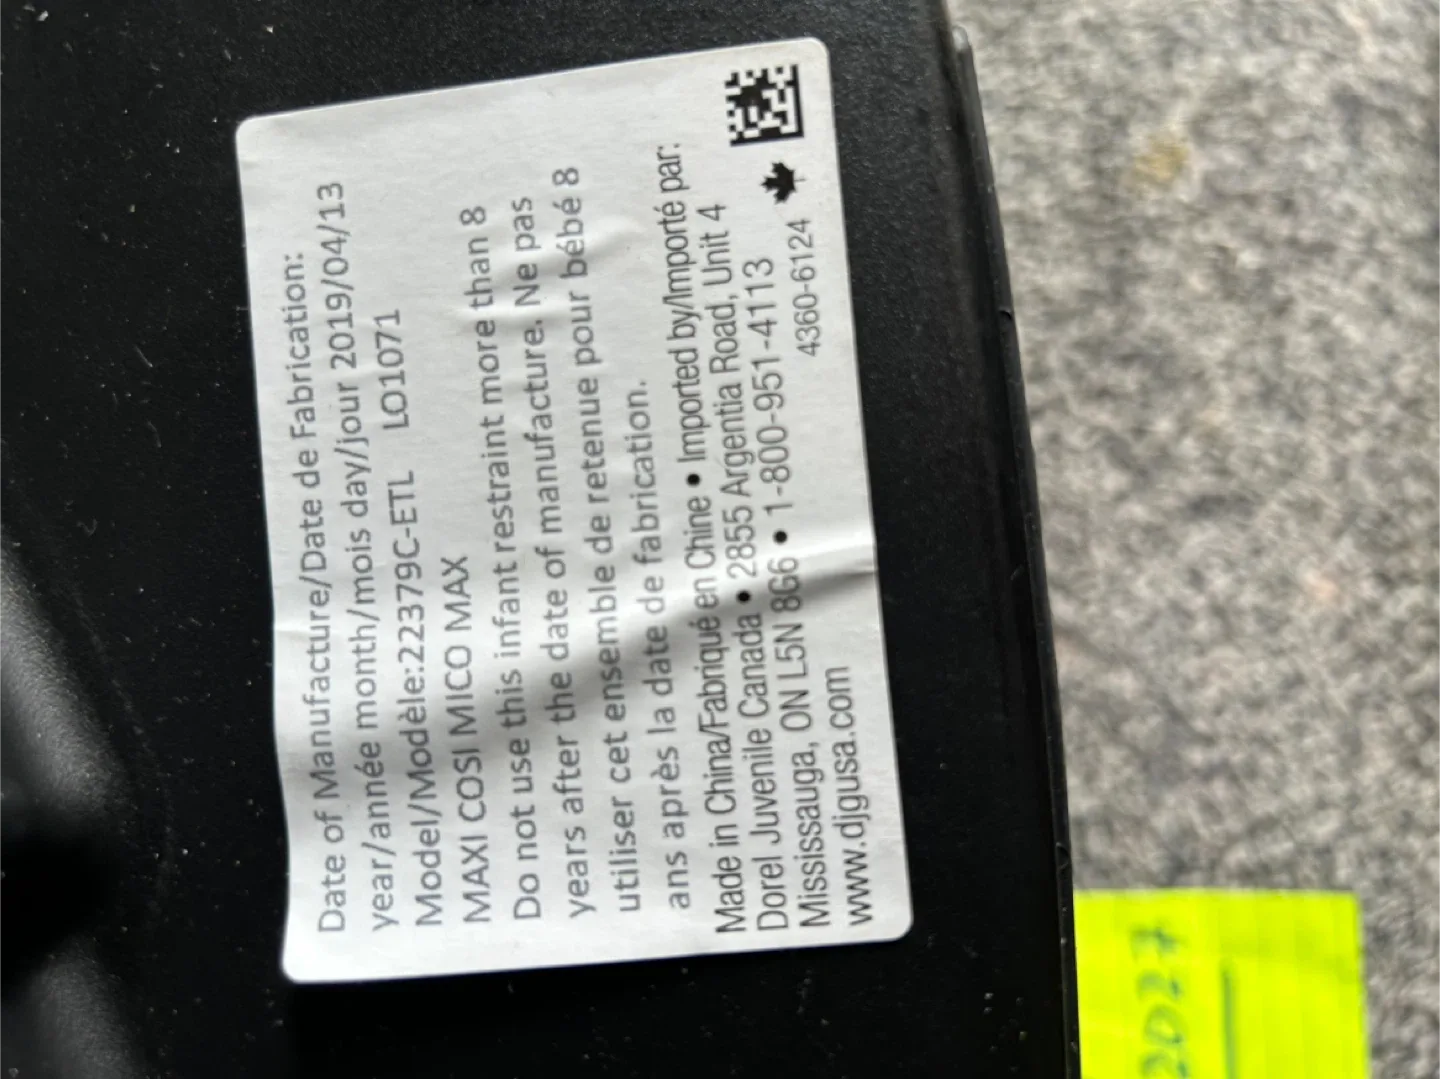 Date of Manufacture/Date de Fabrication:
year/année month/mois day/jour 2019/04/13
Model/Modèle:22379C-ETL LO1071
MAXI COSI MICO MAX
Do not use this infant restraint more than 8
years after the date of manufacture. Ne pas
utiliser cet ensemble de retenue pour bébé 8
ans après la date de fabrication.
Made in China/Fabriqué en Chine • Imported by/Importé par:
Dorel Juvenile Canada • 2855 Argentia Road, Unit 4
Mississauga, ON L5N 8G6 • 1-800-951-4113
www.djgusa.com
4360-6124
2027